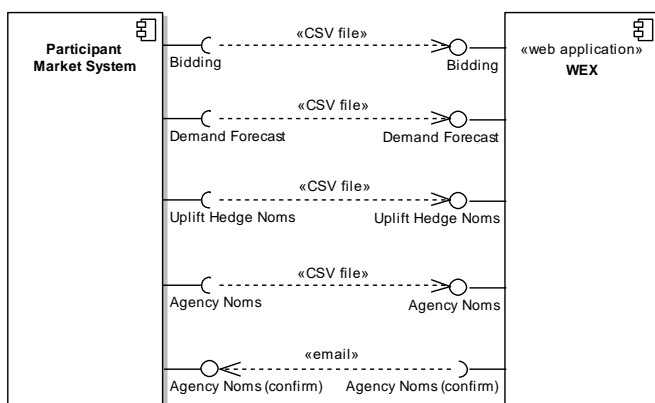 Participant
Market System
«web application»
WEX
«CSV file»
Bidding
Bidding
«CSV file»
Demand Forecast
Demand Forecast
«CSV file»
Uplift Hedge Noms
Uplift Hedge Noms
«CSV file»
Agency Noms
Agency Noms
«email»
Agency Noms (confirm)
Agency Noms (confirm)